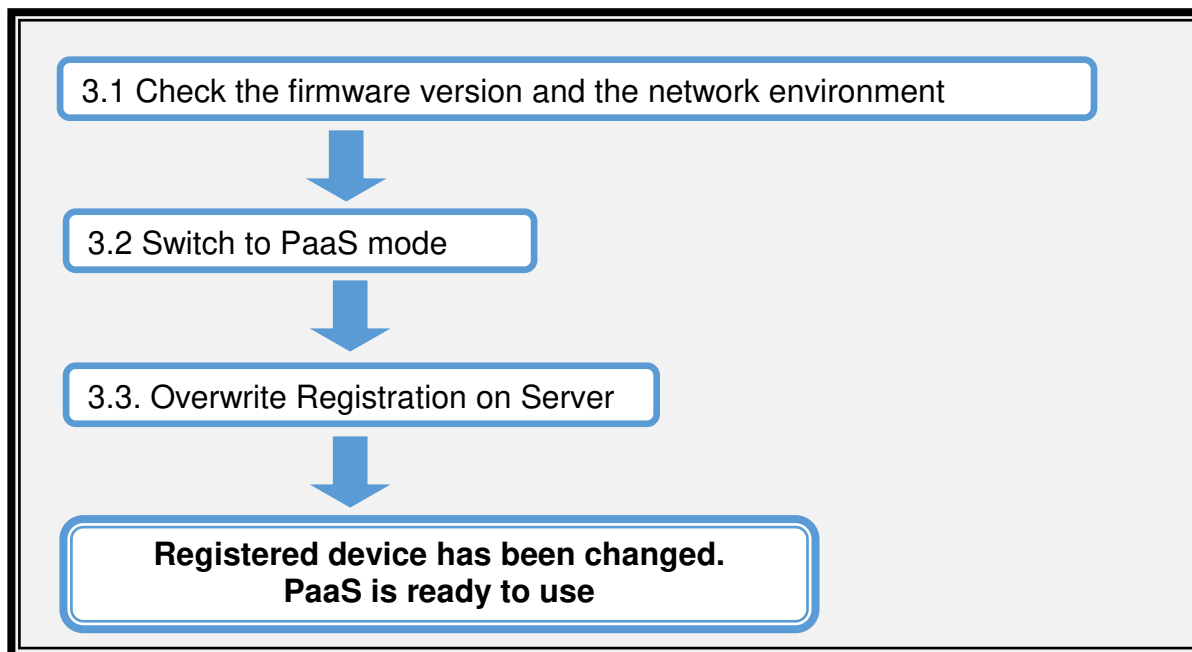 3.1 Check the firmware version and the network environment
3.2 Switch to PaaS mode
3.3. Overwrite Registration on Server
Registered device has been changed.
PaaS is ready to use